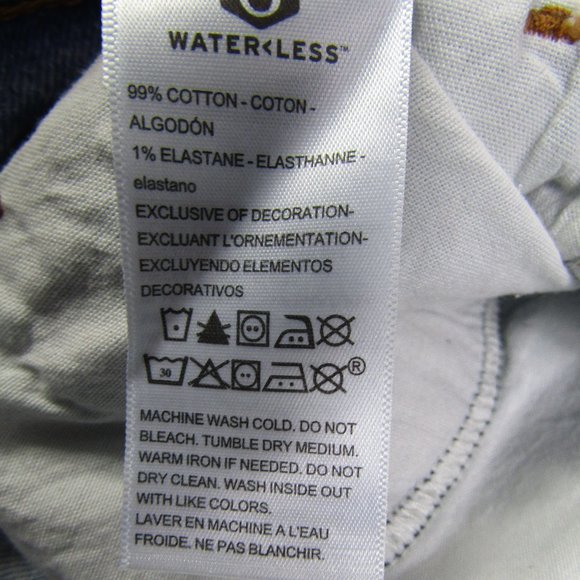 WATER<LESS™
99% COTTON - COTON -
ALGODÓN
1% ELASTANE - ELASTHANNE -
elastano
EXCLUSIVE OF DECORATION-
EXCLUANT L'ORNEMENTATION-
EXCLUYENDO ELEMENTOS
DECORATIVOS
30 ®
MACHINE WASH COLD. DO NOT
BLEACH. TUMBLE DRY MEDIUM.
WARM IRON IF NEEDED. DO NOT
DRY CLEAN. WASH INSIDE OUT
WITH LIKE COLORS.
LAVER EN MACHINE A L'EAU
FROIDE. NE PAS BLANCHIR.